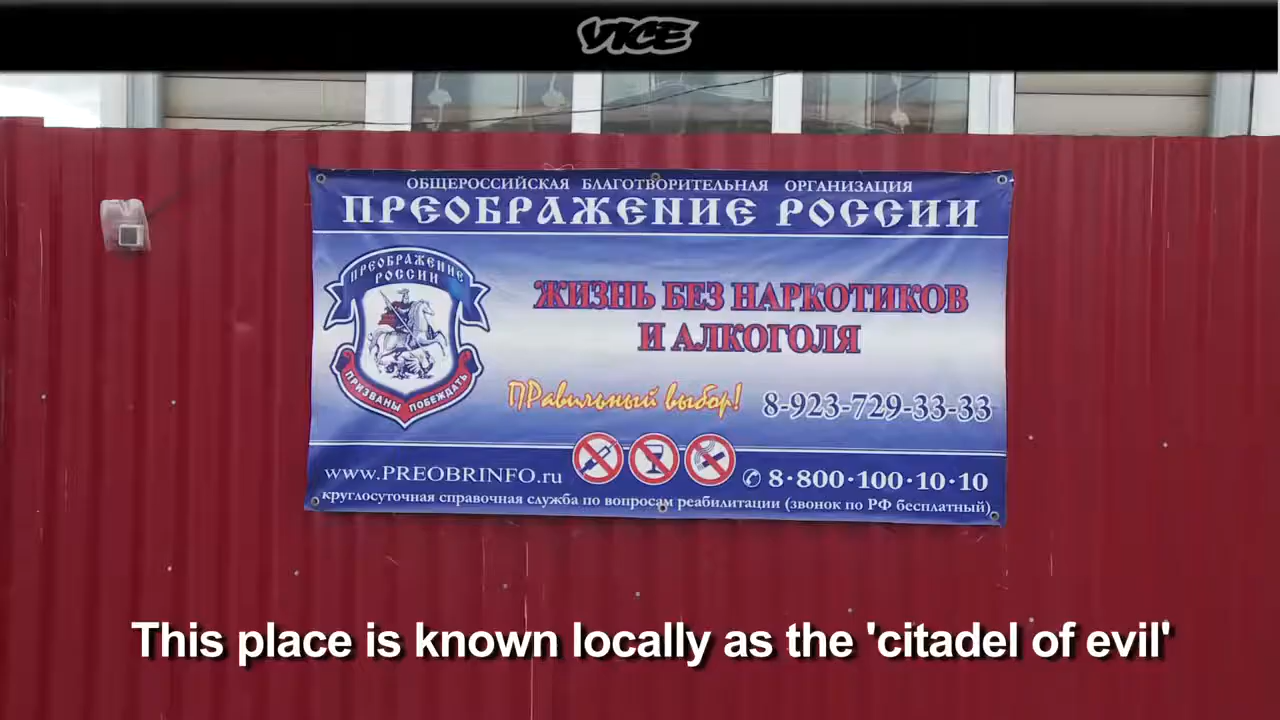 VICE
ОБЩЕРОССИЙСКАЯ БЛАГОТВОРИТЕЛЬНАЯ ОРГАНИЗАЦИЯ
ПРЕОБРАЖЕНИЕ РОССИИ
ПРЕОБРАЖЕНИЕ
РОССИИ
ПРИЗВАНЫ ПОБЕЖДАТЬ
ЖИЗНЬ БЕЗ НАРКОТИКОВ
И АЛКОГОЛЯ
ПРавильный выбор! 8-923-729-33-33
www.PREOBRINFO.ru ✆ 8·800·100·10·10
круглосуточная справочная служба по вопросам реабилитации (звонок по РФ бесплатный)
This place is known locally as the 'citadel of evil'